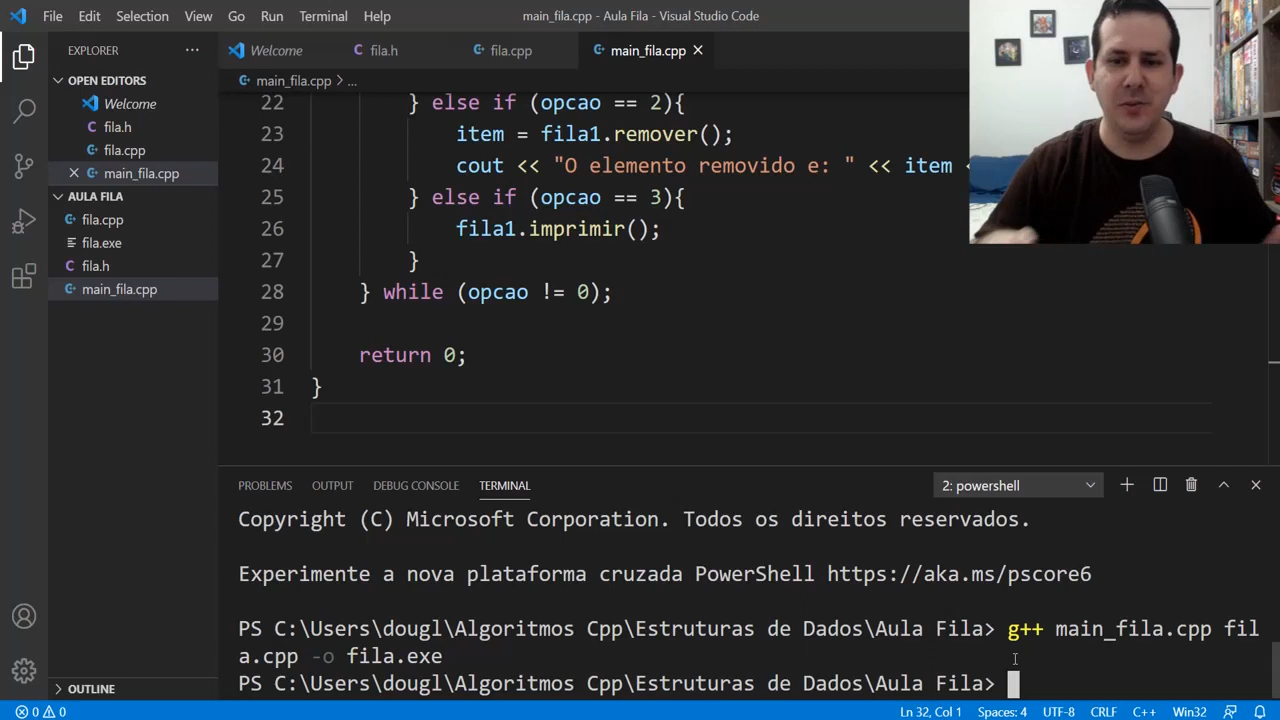 File Edit Selection View Go Run Terminal Help main_fila.cpp - Aula Fila - Visual Studio Code
EXPLORER ...
OPEN EDITORS
Welcome
fila.h
fila.cpp
main_fila.cpp
AULA FILA
fila.cpp
fila.exe
fila.h
main_fila.cpp
OUTLINE
Welcome fila.h fila.cpp main_fila.cpp
main_fila.cpp > ...
22 } else if (opcao == 2){
23 item = fila1.remover();
24 cout << "O elemento removido e: " << item <
25 } else if (opcao == 3){
26 fila1.imprimir();
27 }
28 } while (opcao != 0);
29
30 return 0;
31 }
32
PROBLEMS OUTPUT DEBUG CONSOLE TERMINAL 2: powershell
Copyright (C) Microsoft Corporation. Todos os direitos reservados.
Experimente a nova plataforma cruzada PowerShell https://aka.ms/pscore6
PS C:\Users\dougl\Algoritmos Cpp\Estruturas de Dados\Aula Fila> g++ main_fila.cpp fil
a.cpp -o fila.exe
PS C:\Users\dougl\Algoritmos Cpp\Estruturas de Dados\Aula Fila>
0 0 Ln 32, Col 1 Spaces: 4 UTF-8 CRLF C++ Win32